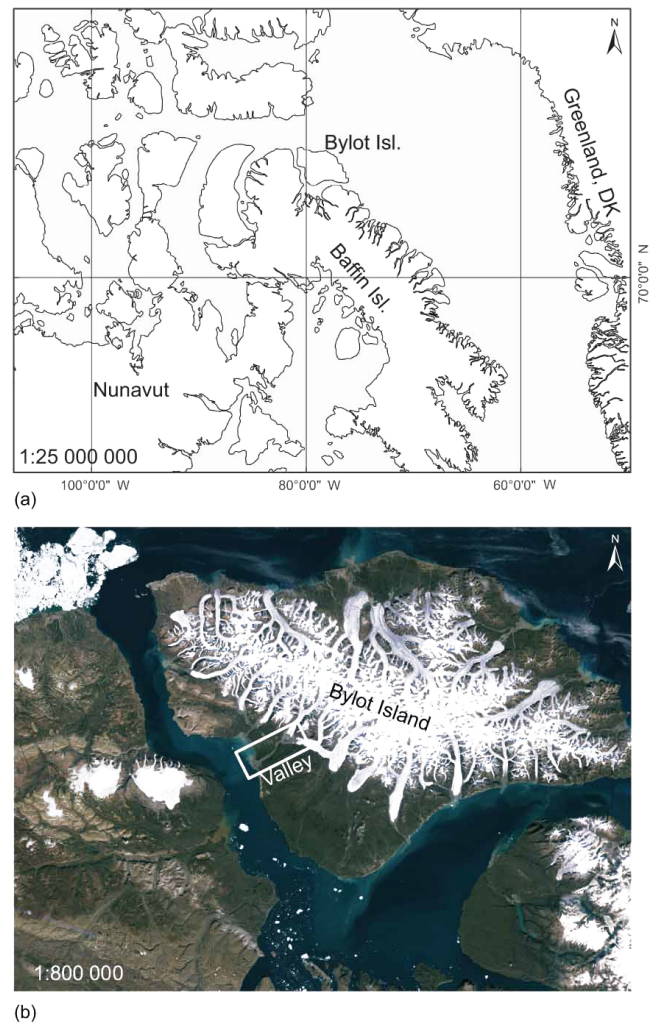 N
Bylot Isl.
Greenland, DK
Baffin Isl.
70°0'0" N
Nunavut
1:25 000 000
100°0'0" W
80°0'0" W
60°0'0" W
(a)
N
Bylot Island
Valley
1:800 000
(b)